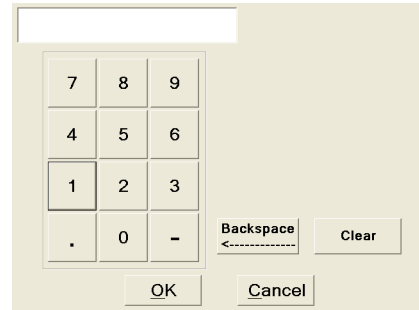 7 8 9
4 5 6
1 2 3
. 0 -
Backspace
<-------------
Clear
OK
Cancel